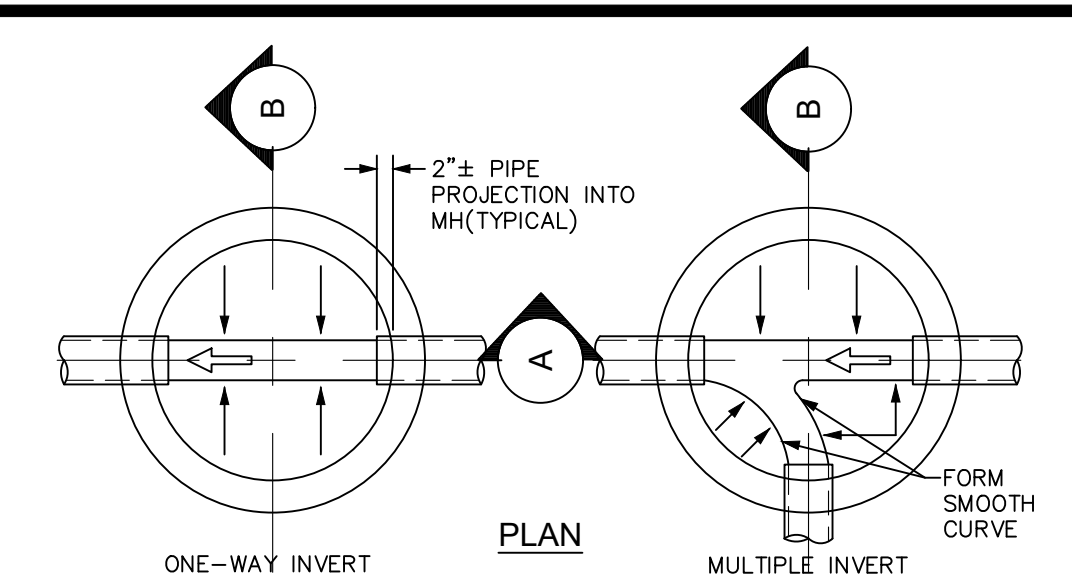 B
B
2"± PIPE
PROJECTION INTO
MH(TYPICAL)
A
FORM
SMOOTH
CURVE
PLAN
ONE-WAY INVERT
MULTIPLE INVERT